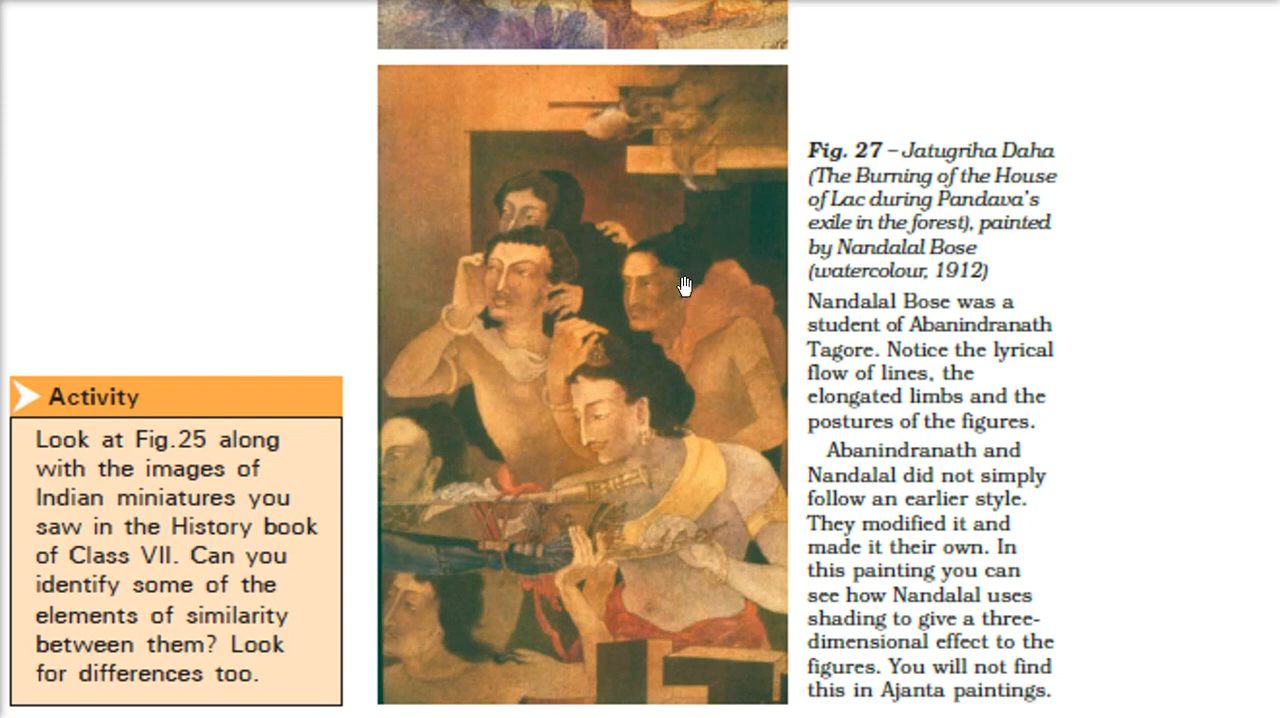 Fig. 27 – Jatugriha Daha
(The Burning of the House
of Lac during Pandava's
exile in the forest), painted
by Nandalal Bose
(watercolour, 1912)
Nandalal Bose was a
student of Abanindranath
Tagore. Notice the lyrical
flow of lines, the
elongated limbs and the
postures of the figures.
Abanindranath and
Nandalal did not simply
follow an earlier style.
They modified it and
made it their own. In
this painting you can
see how Nandalal uses
shading to give a three-
dimensional effect to the
figures. You will not find
this in Ajanta paintings.
Activity
Look at Fig.25 along
with the images of
Indian miniatures you
saw in the History book
of Class VII. Can you
identify some of the
elements of similarity
between them? Look
for differences too.